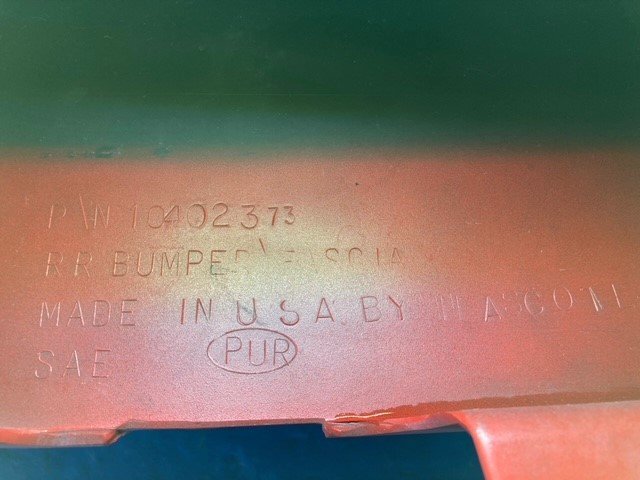 P\N 10402373
RR BUMPER\FASCIA
MADE IN U S A BY
SAE PUR